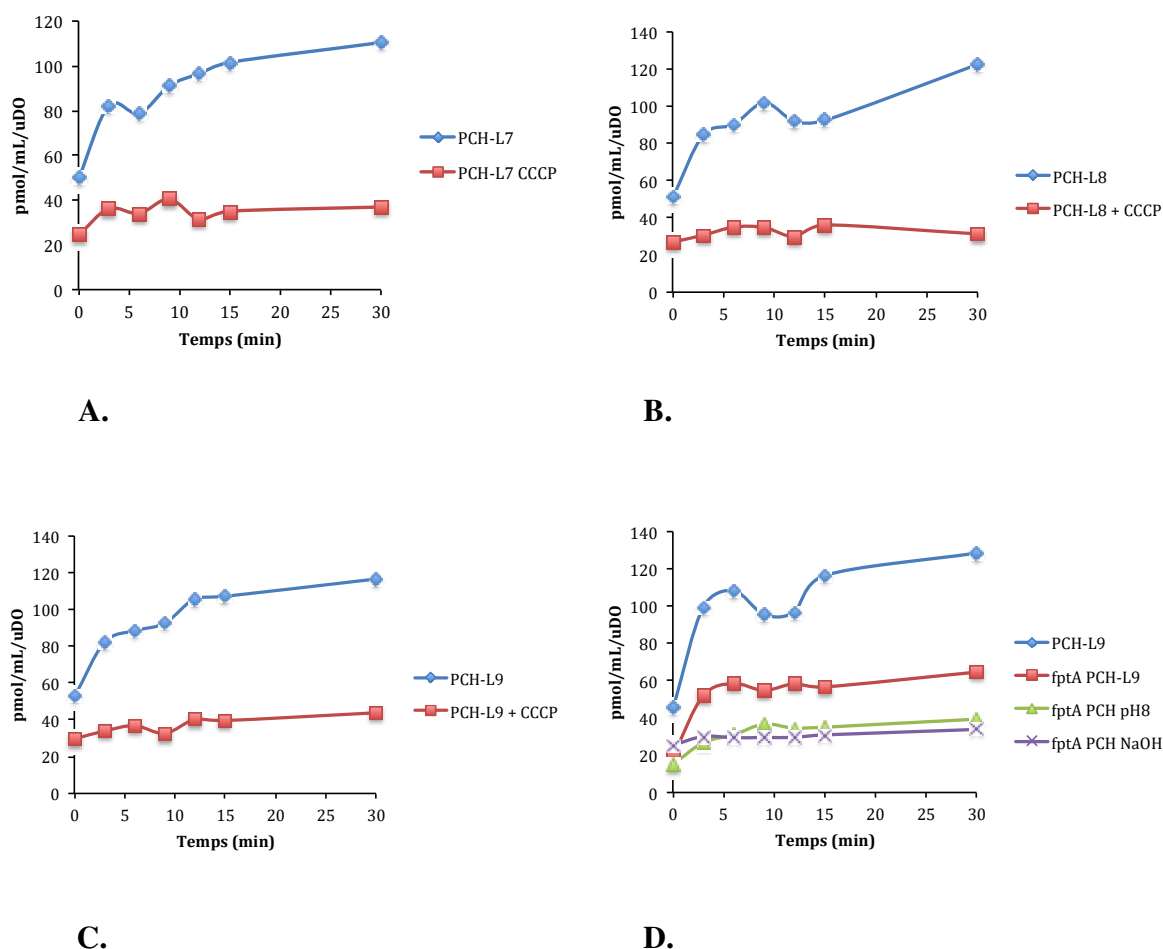 120
100
80
60
40
20
0
pmol/mL/uDO
0 5 10 15 20 25 30
Temps (min)
PCH-L7
PCH-L7 CCCP
A.
140
120
100
80
60
40
20
0
pmol/mL/uDO
0 5 10 15 20 25 30
Temps (min)
PCH-L8
PCH-L8 + CCCP
B.
140
120
100
80
60
40
20
0
pmol/mL/uDO
0 5 10 15 20 25 30
Temps (min)
PCH-L9
PCH-L9 + CCCP
C.
140
120
100
80
60
40
20
0
pmol/mL/uDO
0 5 10 15 20 25 30
Temps (min)
PCH-L9
fptA PCH-L9
fptA PCH pH8
fptA PCH NaOH
D.